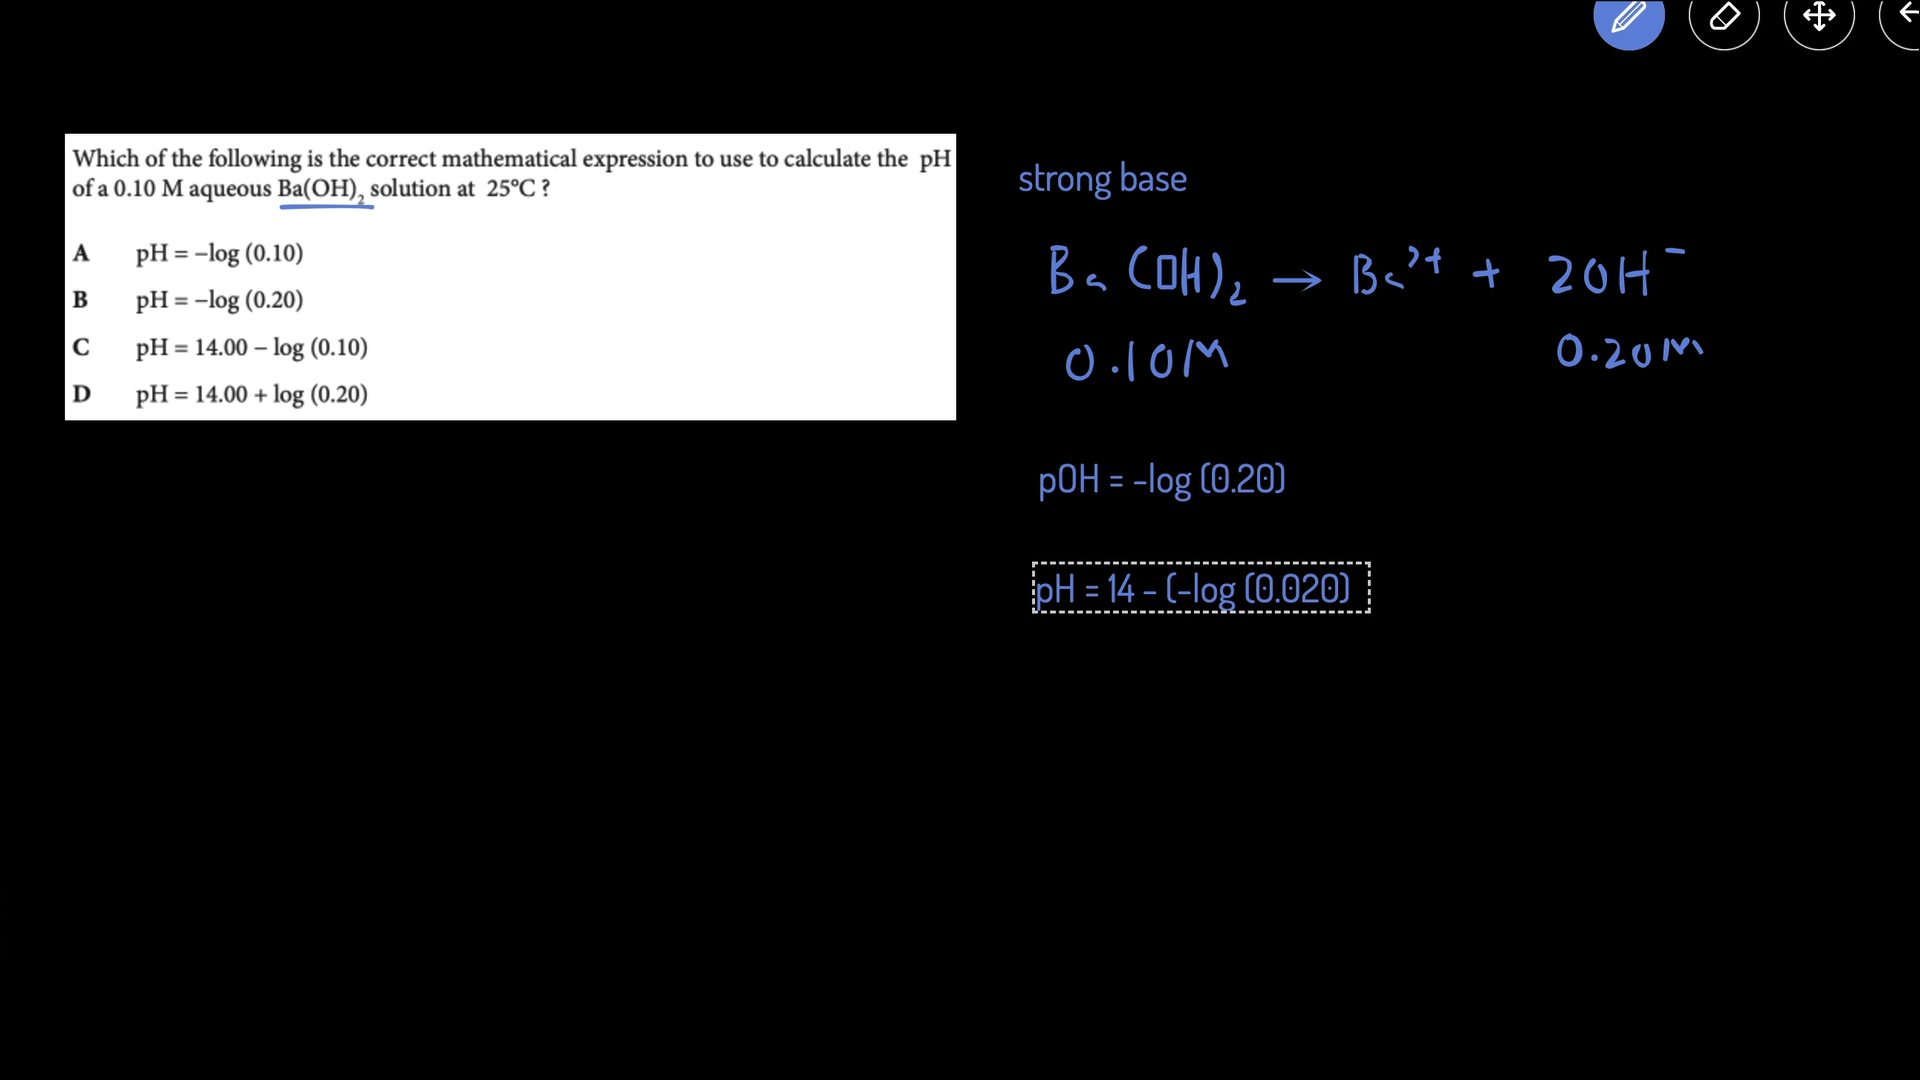 Which of the following is the correct mathematical expression to use to calculate the pH
of a 0.10 M aqueous Ba(OH)₂ solution at 25°C ?
A pH = −log (0.10)
B pH = −log (0.20)
C pH = 14.00 − log (0.10)
D pH = 14.00 + log (0.20)
strong base
Ba(OH)₂ → Ba²⁺ + 2OH⁻
0.10M 0.20M
pOH = -log (0.20)
pH = 14 - (-log (0.020)